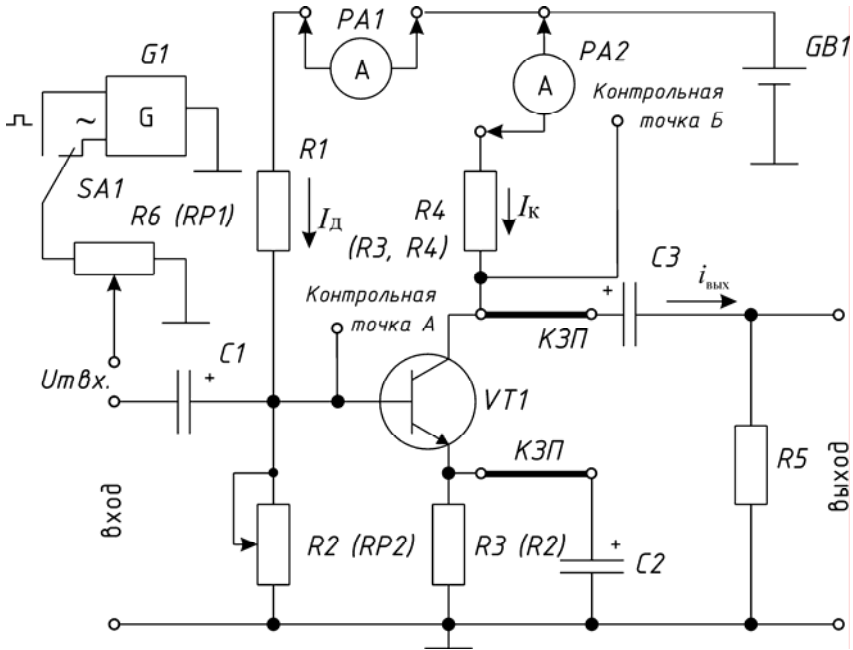 PA1
G1
A
PA2
GB1
A
Контрольная
точка Б
G
~
R1
SA1
Iд
R4
Iк
(R3, R4)
R6 (RP1)
C3
+
iвых
Контрольная
точка А
КЗП
C1
+
Uтвх.
VT1
КЗП
R5
вход
выход
R2 (RP2)
R3 (R2)
+
C2